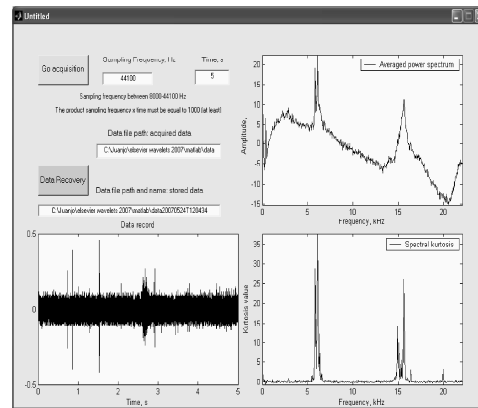 Untitled
Go acquisition
Sampling Frequency, Hz
Time, s
44100
5
Sampling frequency between 8000-44100 Hz
The product sampling frequency x time must be equal to 1000 (at least)
Data file path: acquired data
C:\Juanjo\elsevier wavelets 2007\matlab\data
Data Recovery
Data file path and name: stored data
C:\Juanjo\elsevier wavelets 2007\matlab\data20070524T120434
Data record
0.5
0
-0.5
0 1 2 3 4 5
Time, s
Averaged power spectrum
Amplitude,
20
15
10
5
0
-5
-10
-15
0 5 10 15 20
Frequency, kHz
Spectral kurtosis
Kurtosis value
35
30
25
20
15
10
5
0
0 5 10 15 20
Frequency, kHz